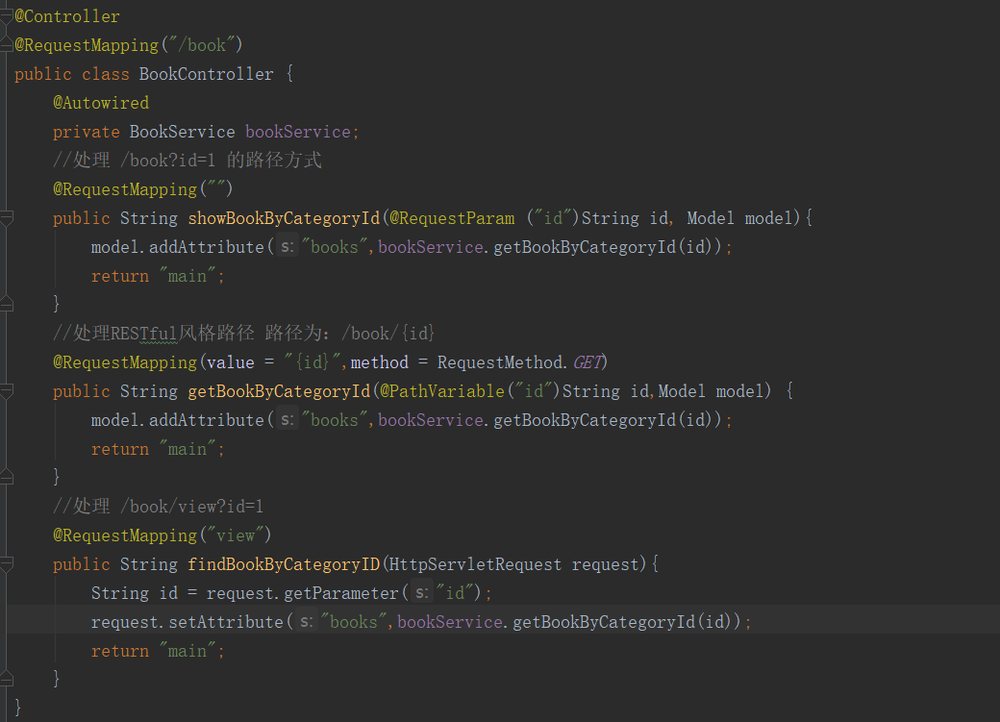 @Controller
@RequestMapping("/book")
public class BookController {
    @Autowired
    private BookService bookService;
    //处理 /book?id=1 的路径方式
    @RequestMapping("")
    public String showBookByCategoryId(@RequestParam ("id")String id, Model model){
        model.addAttribute( s: "books",bookService.getBookByCategoryId(id));
        return "main";
    }
    //处理RESTful风格路径 路径为: /book/{id}
    @RequestMapping(value = "{id}",method = RequestMethod.GET)
    public String getBookByCategoryId(@PathVariable("id")String id,Model model) {
        model.addAttribute( s: "books",bookService.getBookByCategoryId(id));
        return "main";
    }
    //处理 /book/view?id=1
    @RequestMapping("view")
    public String findBookByCategoryID(HttpServletRequest request){
        String id = request.getParameter( s: "id");
        request.setAttribute( s: "books",bookService.getBookByCategoryId(id));
        return "main";
    }
}